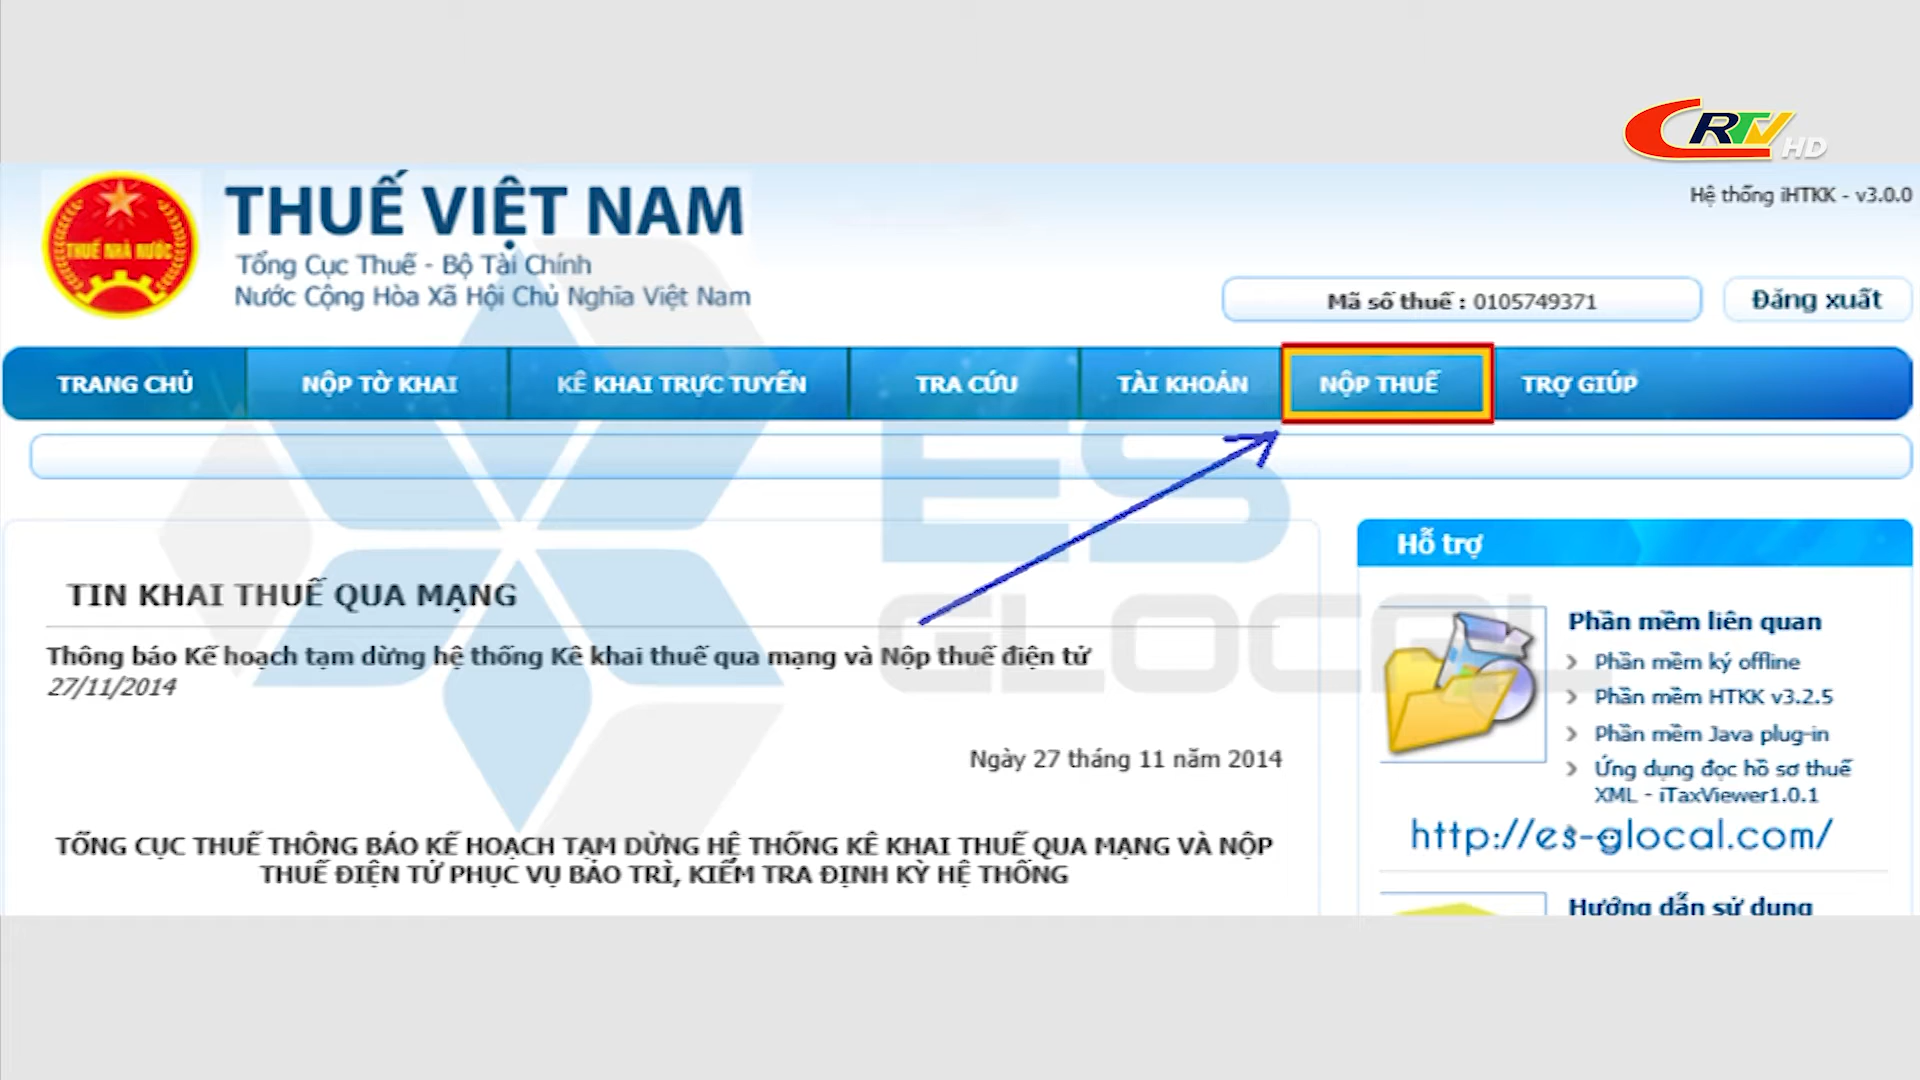 CRTV HD
THUẾ VIỆT NAM
Hệ thống iHTKK - v3.0.0
THUẾ NHÀ NƯỚC
Tổng Cục Thuế - Bộ Tài Chính
Nước Cộng Hòa Xã Hội Chủ Nghĩa Việt Nam
Mã số thuế : 0105749371
Đăng xuất
TRANG CHỦ NỘP TỜ KHAI KÊ KHAI TRỰC TUYẾN TRA CỨU TÀI KHOẢN NỘP THUẾ TRỢ GIÚP
ES
GLOCAL
TIN KHAI THUẾ QUA MẠNG
Thông báo Kế hoạch tạm dừng hệ thống Kê khai thuế qua mạng và Nộp thuế điện tử
27/11/2014
Ngày 27 tháng 11 năm 2014
TỔNG CỤC THUẾ THÔNG BÁO KẾ HOẠCH TẠM DỪNG HỆ THỐNG KÊ KHAI THUẾ QUA MẠNG VÀ NỘP
THUẾ ĐIỆN TỬ PHỤC VỤ BẢO TRÌ, KIỂM TRA ĐỊNH KỲ HỆ THỐNG
Hỗ trợ
Phần mềm liên quan
Phần mềm ký offline
Phần mềm HTKK v3.2.5
Phần mềm Java plug-in
Ứng dụng đọc hồ sơ thuế
XML - iTaxViewer1.0.1
http://es-glocal.com/
Hướng dẫn sử dụng